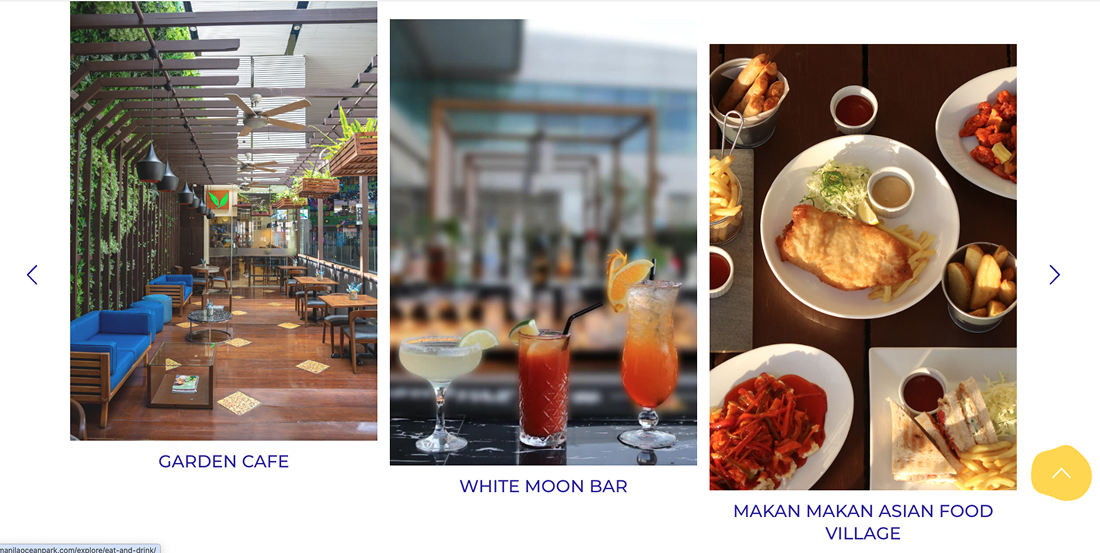 GARDEN CAFE
WHITE MOON BAR
MAKAN MAKAN ASIAN FOOD
VILLAGE
manilaoceanpark.com/explore/eat-and-drink/